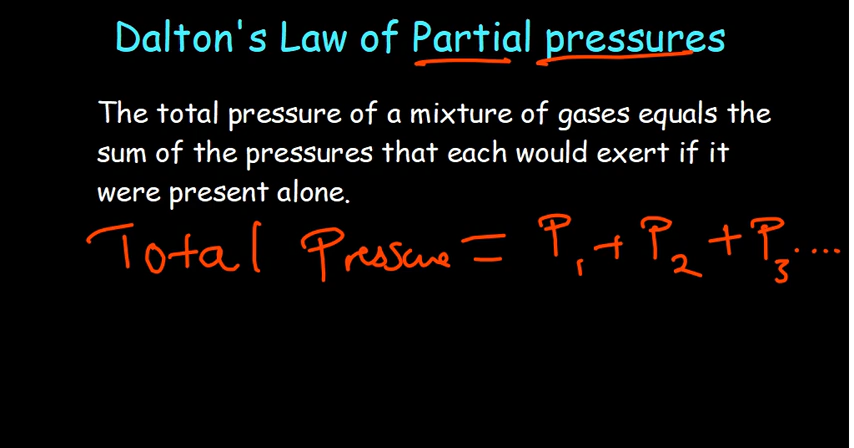 Dalton's Law of Partial pressures
The total pressure of a mixture of gases equals the
sum of the pressures that each would exert if it
were present alone.
Total Pressure = P₁ + P₂ + P₃ ....